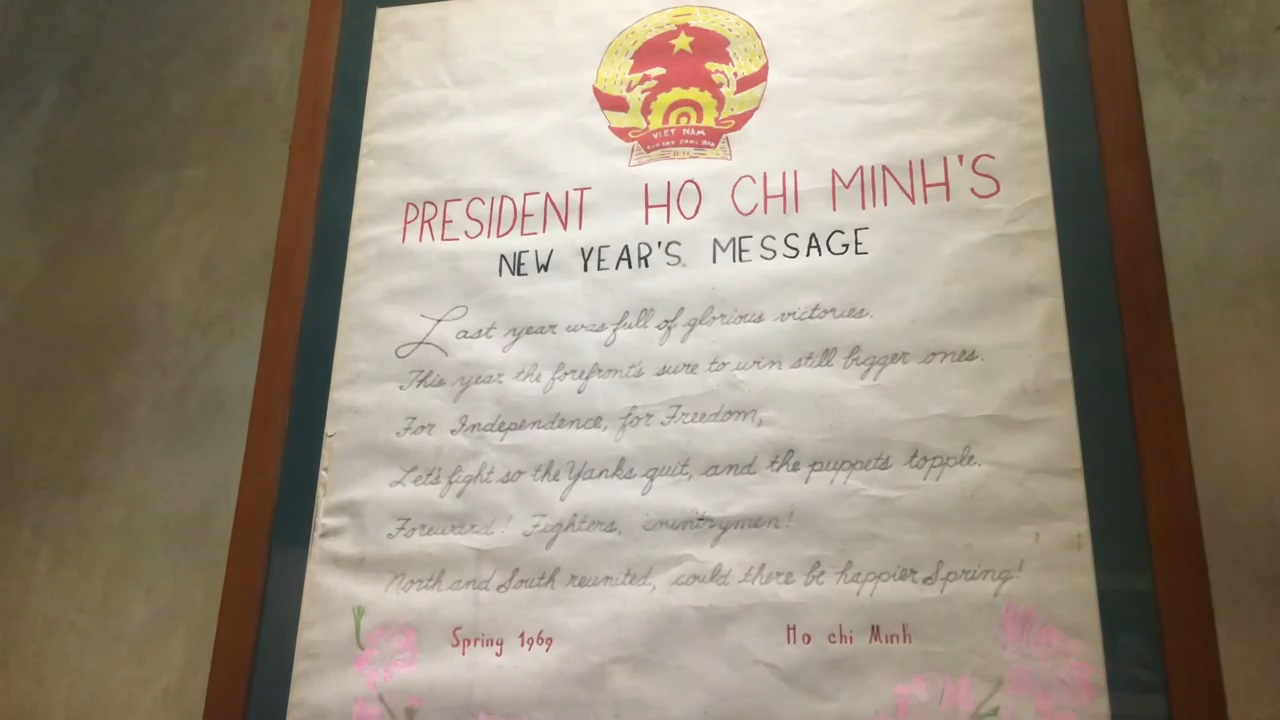 VIET NAM
PRESIDENT HO CHI MINH'S
NEW YEAR'S MESSAGE
Last year was full of glorious victories.
This year the forefront's sure to win still bigger ones.
For Independence, for Freedom,
Let's fight so the Yanks quit, and the puppets topple.
Forward! Fighters, countrymen!
North and South reunited, could there be happier Spring!
Spring 1969
Ho chi Minh